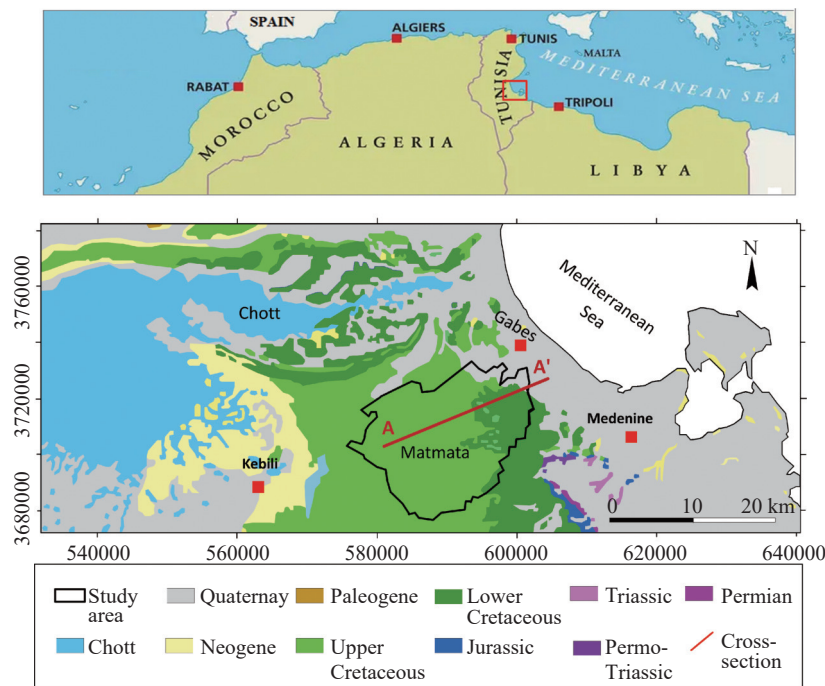 SPAIN
ALGIERS
TUNIS
MALTA
MEDITERRANEAN SEA
RABAT
TUNISIA
TRIPOLI
MOROCCO
ALGERIA
LIBYA
N
3760000
Chott
Mediterranean
Sea
Gabes
3720000
A'
A
Medenine
Matmata
Kebili
3680000
0 10 20 km
540000 560000 580000 600000 620000 640000
Study
area
Quaternay
Paleogene
Lower
Cretaceous
Triassic
Permian
Chott
Neogene
Upper
Cretaceous
Jurassic
Permo-
Triassic
Cross-
section